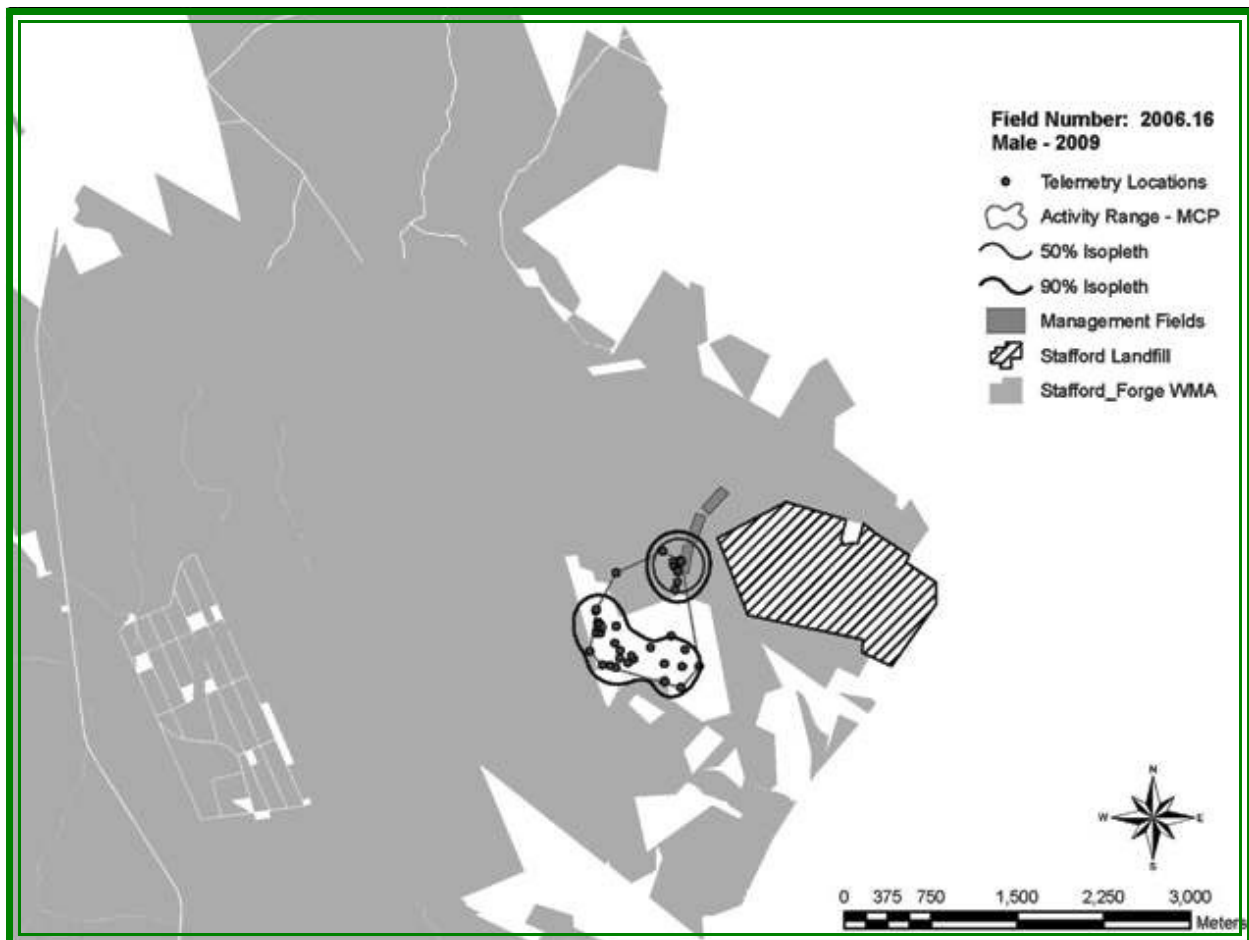 Field Number: 2006.16
Male - 2009
Telemetry Locations
Activity Range - MCP
50% Isopleth
90% Isopleth
Management Fields
Stafford Landfill
Stafford_Forge WMA
N
W E
S
0 375 750 1,500 2,250 3,000
Meters